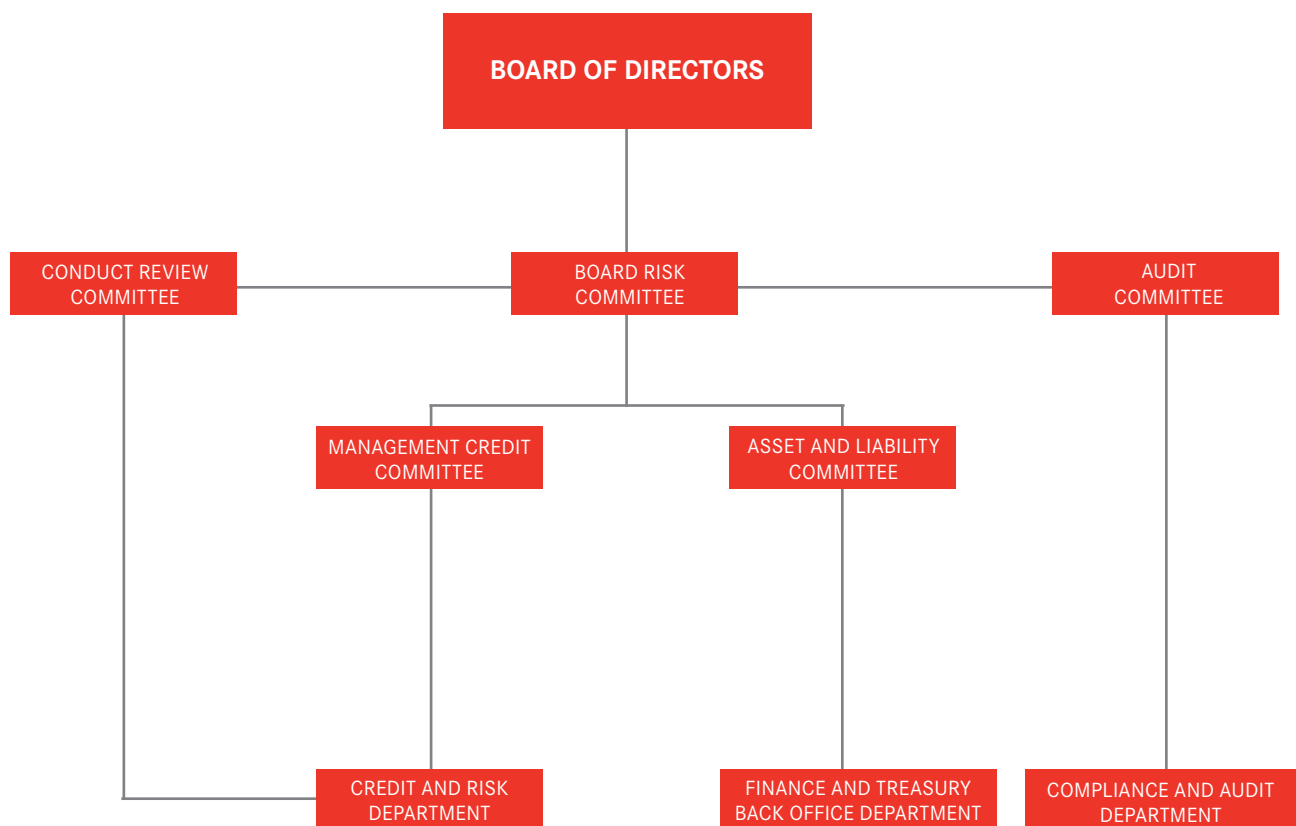 BOARD OF DIRECTORS
CONDUCT REVIEW
COMMITTEE
BOARD RISK
COMMITTEE
AUDIT
COMMITTEE
MANAGEMENT CREDIT
COMMITTEE
ASSET AND LIABILITY
COMMITTEE
CREDIT AND RISK
DEPARTMENT
FINANCE AND TREASURY
BACK OFFICE DEPARTMENT
COMPLIANCE AND AUDIT
DEPARTMENT